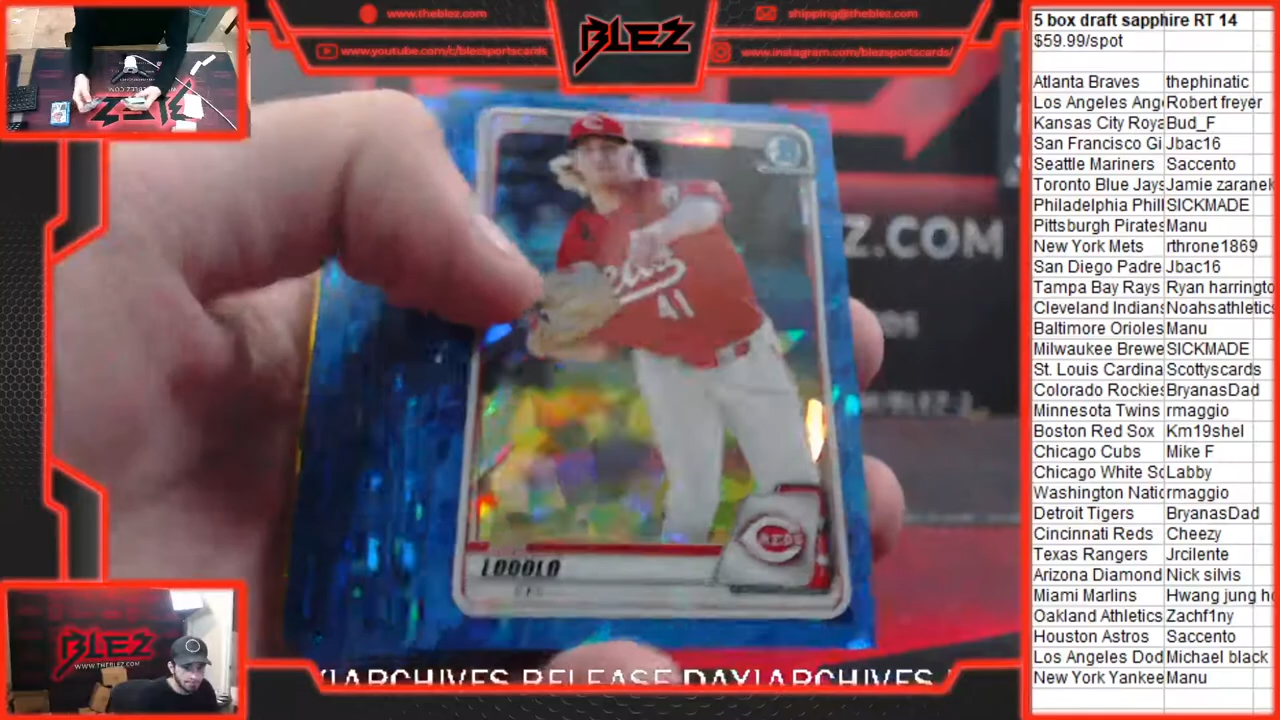 www.theblez.com
www.youtube.com/c/blezsportscards
BLEZ
shipping@theblez.com
www.instagram.com/blezsportscards/
5 box draft sapphire RT 14
$59.99/spot
Atlanta Braves thephinatic
Los Angeles Ang Robert freyer
Kansas City Roya Bud_F
San Francisco Gi Jbac16
Seattle Mariners Saccento
Toronto Blue Jays Jamie zaranek
Philadelphia Phill SICKMADE
Pittsburgh Pirates Manu
New York Mets rthrone1869
San Diego Padre Jbac16
Tampa Bay Rays Ryan harringto
Cleveland Indians Noahsathletics
Baltimore Orioles Manu
Milwaukee Brewe SICKMADE
St. Louis Cardina Scottyscards
Colorado Rockies BryanasDad
Minnesota Twins rmaggio
Boston Red Sox Km19shel
Chicago Cubs Mike F
Chicago White So Labby
Washington Natio rmaggio
Detroit Tigers BryanasDad
Cincinnati Reds Cheezy
Texas Rangers Jrcilente
Arizona Diamond Nick silvis
Miami Marlins Hwang jung h
Oakland Athletics Zachf1ny
Houston Astros Saccento
Los Angeles Dod Michael black
New York Yankee Manu
Z.COM
41
LODOLO
REDS
BLEZ
WWW.THEBLEZ.COM
Y!ARCHIVES RELEASE DAY!ARCHIVES